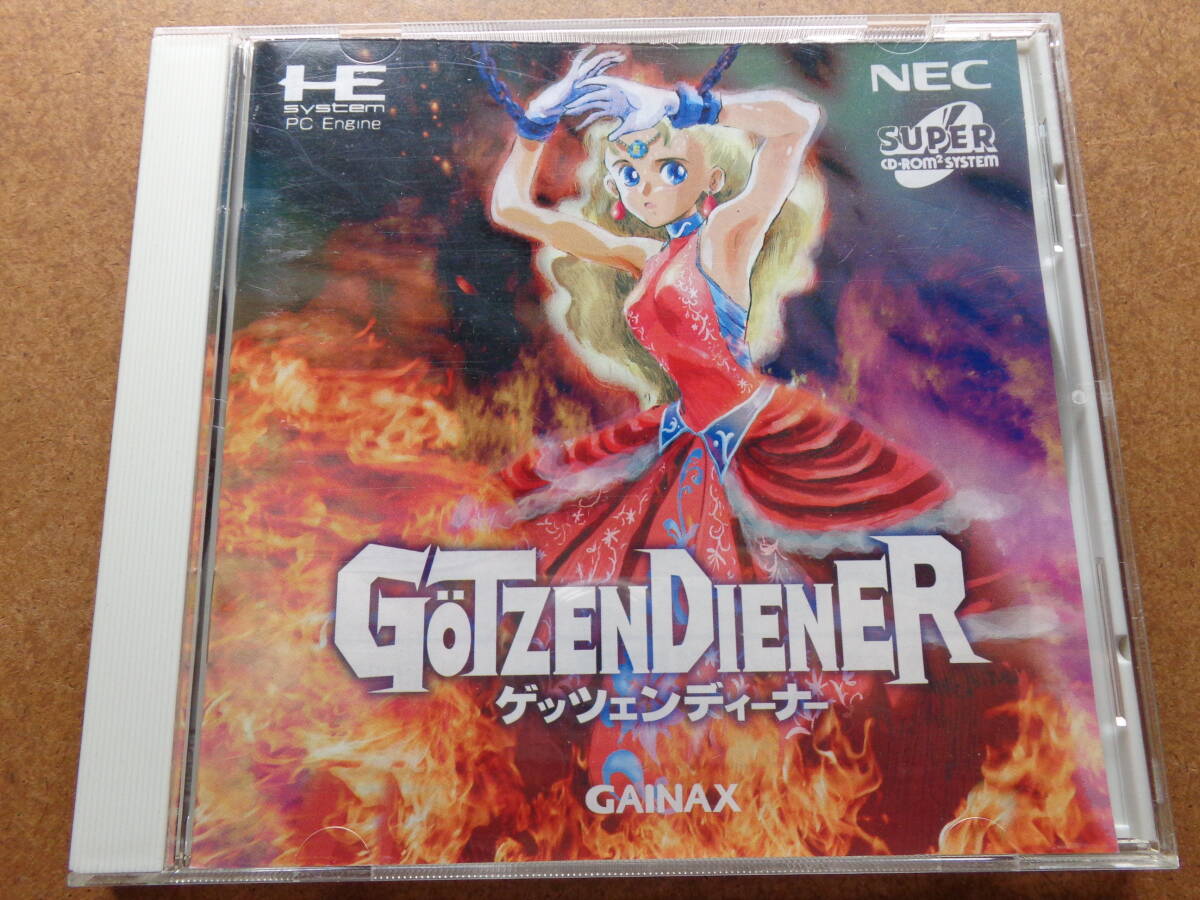 HE
system
PC Engine
NEC
SUPER
CD-ROM² SYSTEM
GÖTZENDIENER
ゲッツェンディーナー
GAINAX